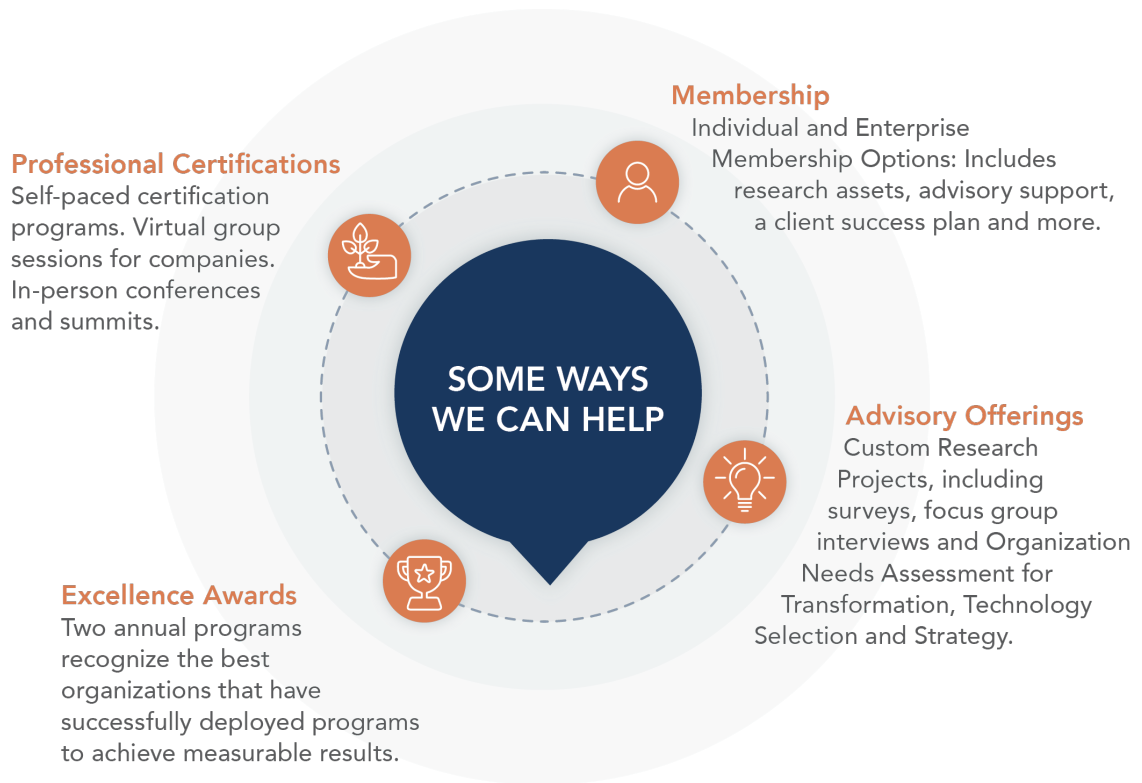 SOME WAYS
WE CAN HELP
Professional Certifications
Self-paced certification
programs. Virtual group
sessions for companies.
In-person conferences
and summits.
Membership
Individual and Enterprise
Membership Options: Includes
research assets, advisory support,
a client success plan and more.
Advisory Offerings
Custom Research
Projects, including
surveys, focus group
interviews and Organization
Needs Assessment for
Transformation, Technology
Selection and Strategy.
Excellence Awards
Two annual programs
recognize the best
organizations that have
successfully deployed programs
to achieve measurable results.